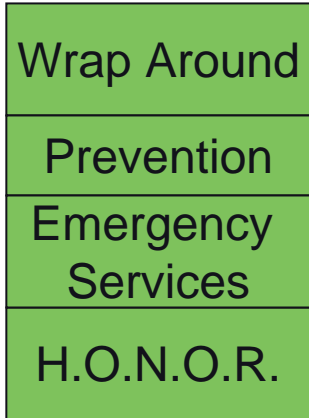 Wrap Around
Prevention
Emergency
Services
H.O.N.O.R.